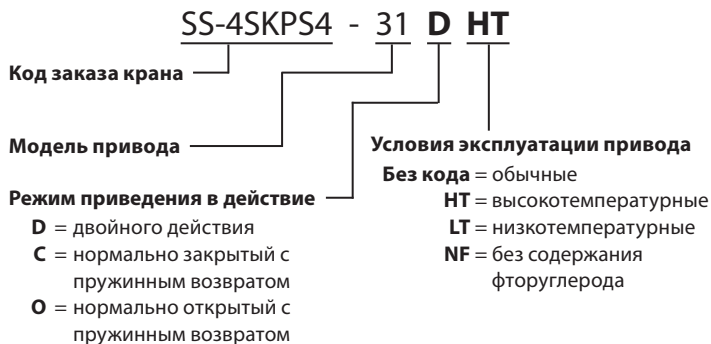 SS-4SKPS4 - 31 D HT
Код заказа крана
Модель привода
Режим приведения в действие
D = двойного действия
C = нормально закрытый с
пружинным возвратом
O = нормально открытый с
пружинным возвратом
Условия эксплуатации привода
Без кода = обычные
HT = высокотемпературные
LT = низкотемпературные
NF = без содержания
фторуглерода